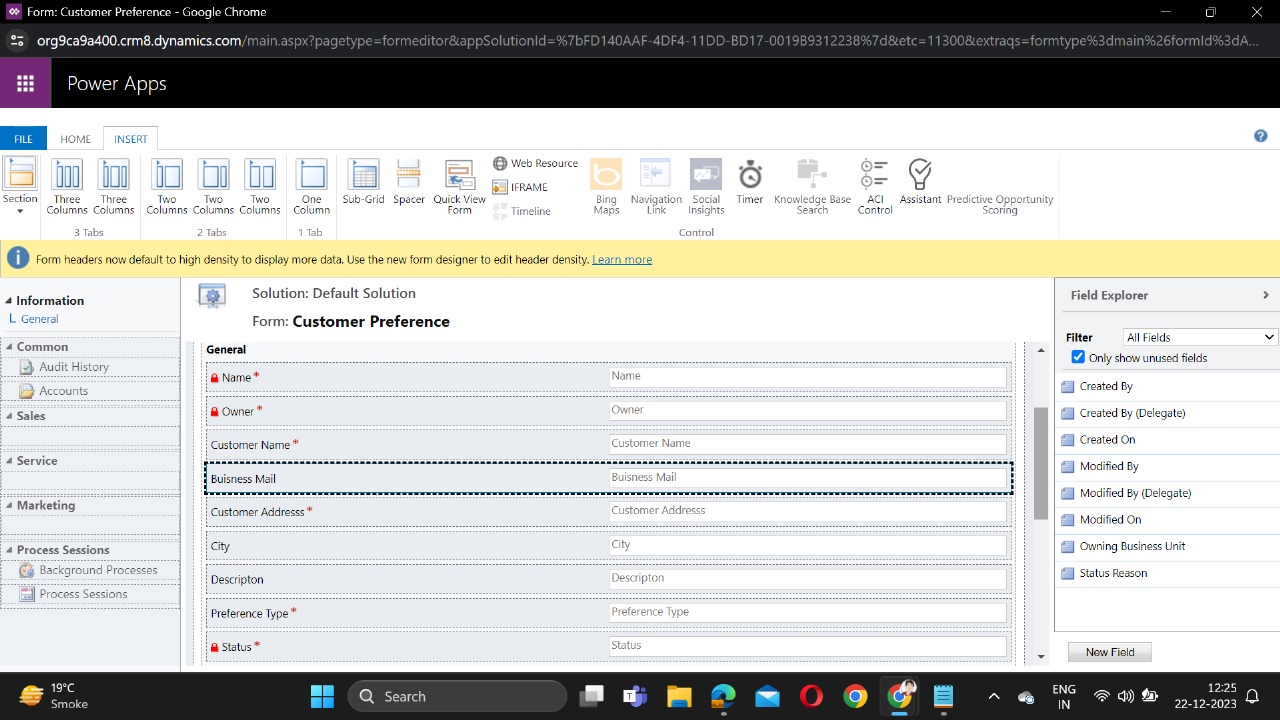 Form: Customer Preference - Google Chrome
org9ca9a400.crm8.dynamics.com/main.aspx?pagetype=formeditor&appSolutionId=%7bFD140AAF-4DF4-11DD-BD17-0019B9312238%7d&etc=11300&extraqs=formtype%3dmain%26formId%3dA...
Power Apps
FILE HOME INSERT
Section
Three Columns
Three Columns
3 Tabs
Two Columns
Two Columns
Two Columns
2 Tabs
One Column
1 Tab
Sub-Grid
Spacer
Quick View Form
Web Resource
IFRAME
Timeline
Bing Maps
Navigation Link
Social Insights
Timer
Knowledge Base Search
ACI Control
Assistant
Predictive Opportunity Scoring
Control
Form headers now default to high density to display more data. Use the new form designer to edit header density. Learn more
Information
General
Common
Audit History
Accounts
Sales
Service
Marketing
Process Sessions
Background Processes
Process Sessions
Solution: Default Solution
Form: Customer Preference
General
Name* Name
Owner* Owner
Customer Name* Customer Name
Buisness Mail Buisness Mail
Customer Addresss* Customer Addresss
City City
Descripton Descripton
Preference Type* Preference Type
Status* Status
Field Explorer
Filter All Fields
Only show unused fields
Created By
Created By (Delegate)
Created On
Modified By
Modified By (Delegate)
Modified On
Owning Business Unit
Status Reason
New Field
19°C
Smoke
Search
ENG
IN
12:25
22-12-2023